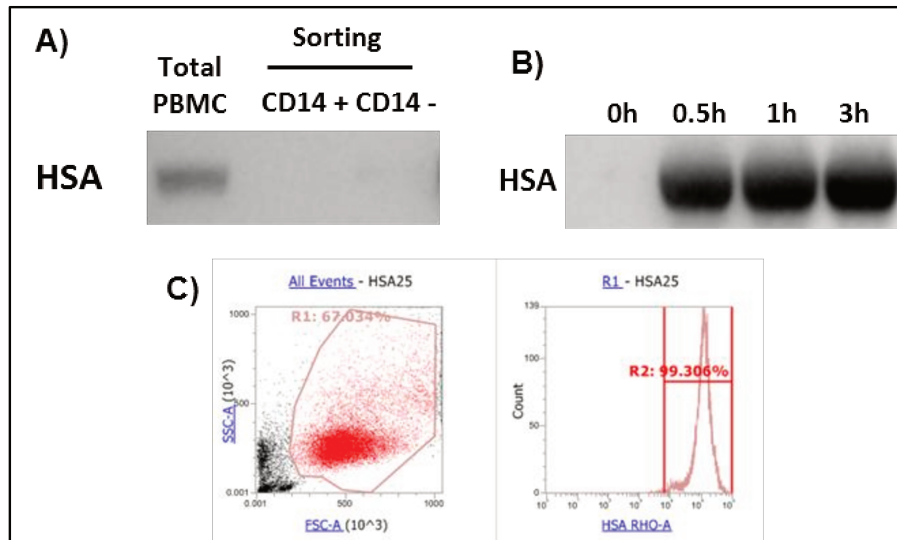 A)
Sorting
Total
PBMC
CD14 + CD14 -
HSA
B)
0h 0.5h 1h 3h
HSA
C)
All Events - HSA25
R1: 67.034%
1000
500
0.001
SSC-A (10^3)
0.001 500 1000
FSC-A (10^3)
R1 - HSA25
139
100
50
0
Count
R2: 99.306%
HSA RHO-A